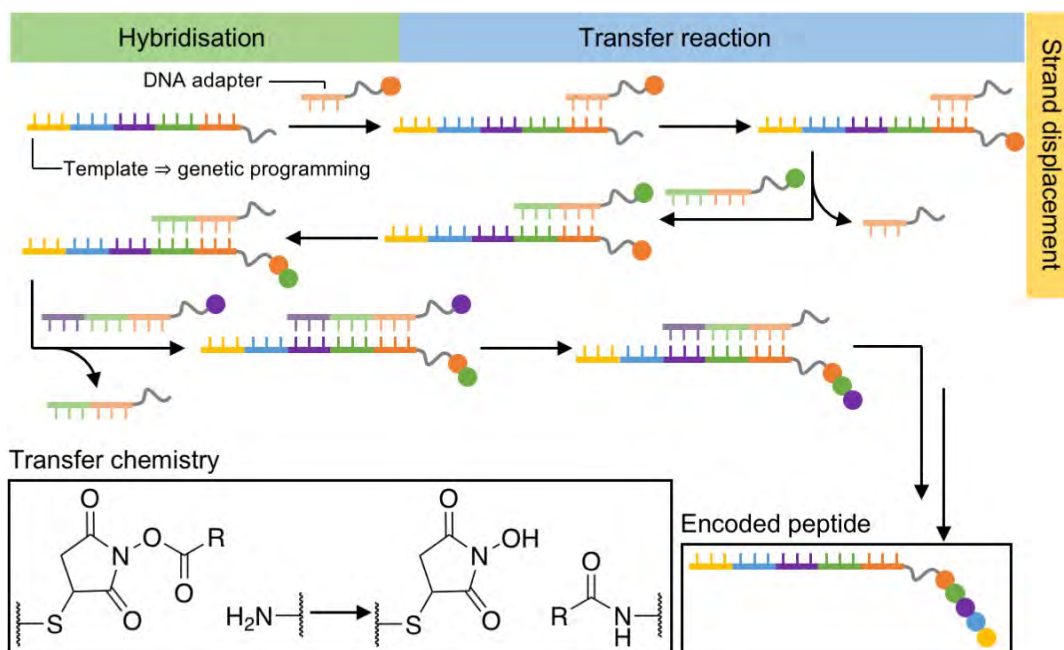 Hybridisation
Transfer reaction
Strand displacement
DNA adapter
Template ⇒ genetic programming
Transfer chemistry
O
O
R
N
O
O
S
H₂N
O
N
OH
O
S
O
R
N
H
Encoded peptide